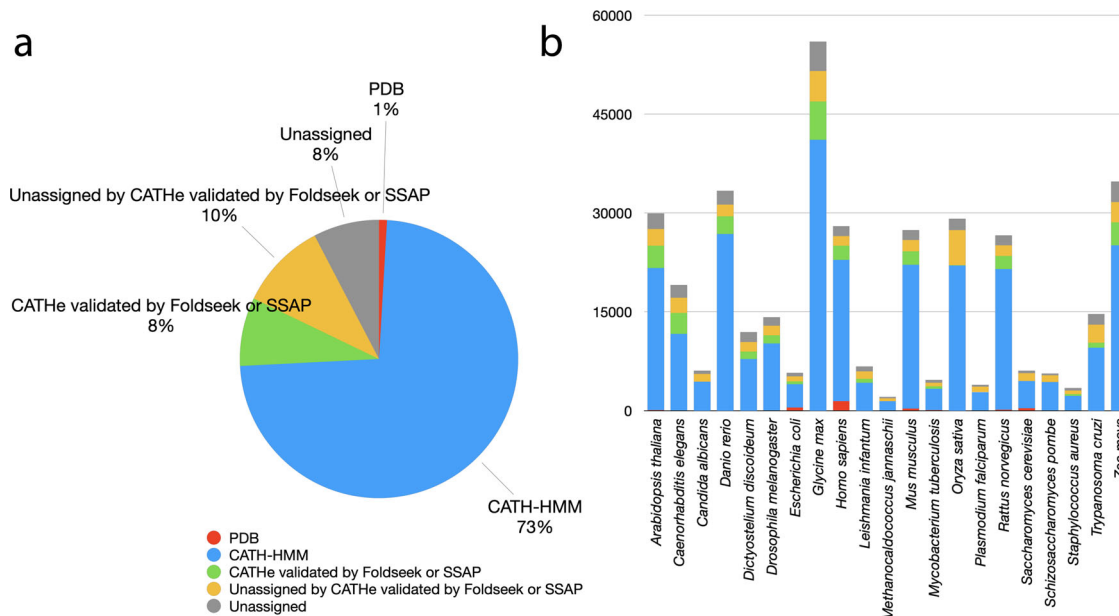 a
PDB
1%
Unassigned
8%
Unassigned by CATHe validated by Foldseek or SSAP
10%
CATHe validated by Foldseek or SSAP
8%
CATH-HMM
73%
PDB
CATH-HMM
CATHe validated by Foldseek or SSAP
Unassigned by CATHe validated by Foldseek or SSAP
Unassigned
b
60000
45000
30000
15000
0
Arabidopsis thaliana
Caenorhabditis elegans
Candida albicans
Danio rerio
Dictyostelium discoideum
Drosophila melanogaster
Escherichia coli
Glycine max
Homo sapiens
Leishmania infantum
Methanocaldococcus jannaschii
Mus musculus
Mycobacterium tuberculosis
Oryza sativa
Plasmodium falciparum
Rattus norvegicus
Saccharomyces cerevisiae
Schizosaccharomyces pombe
Staphylococcus aureus
Trypanosoma cruzi